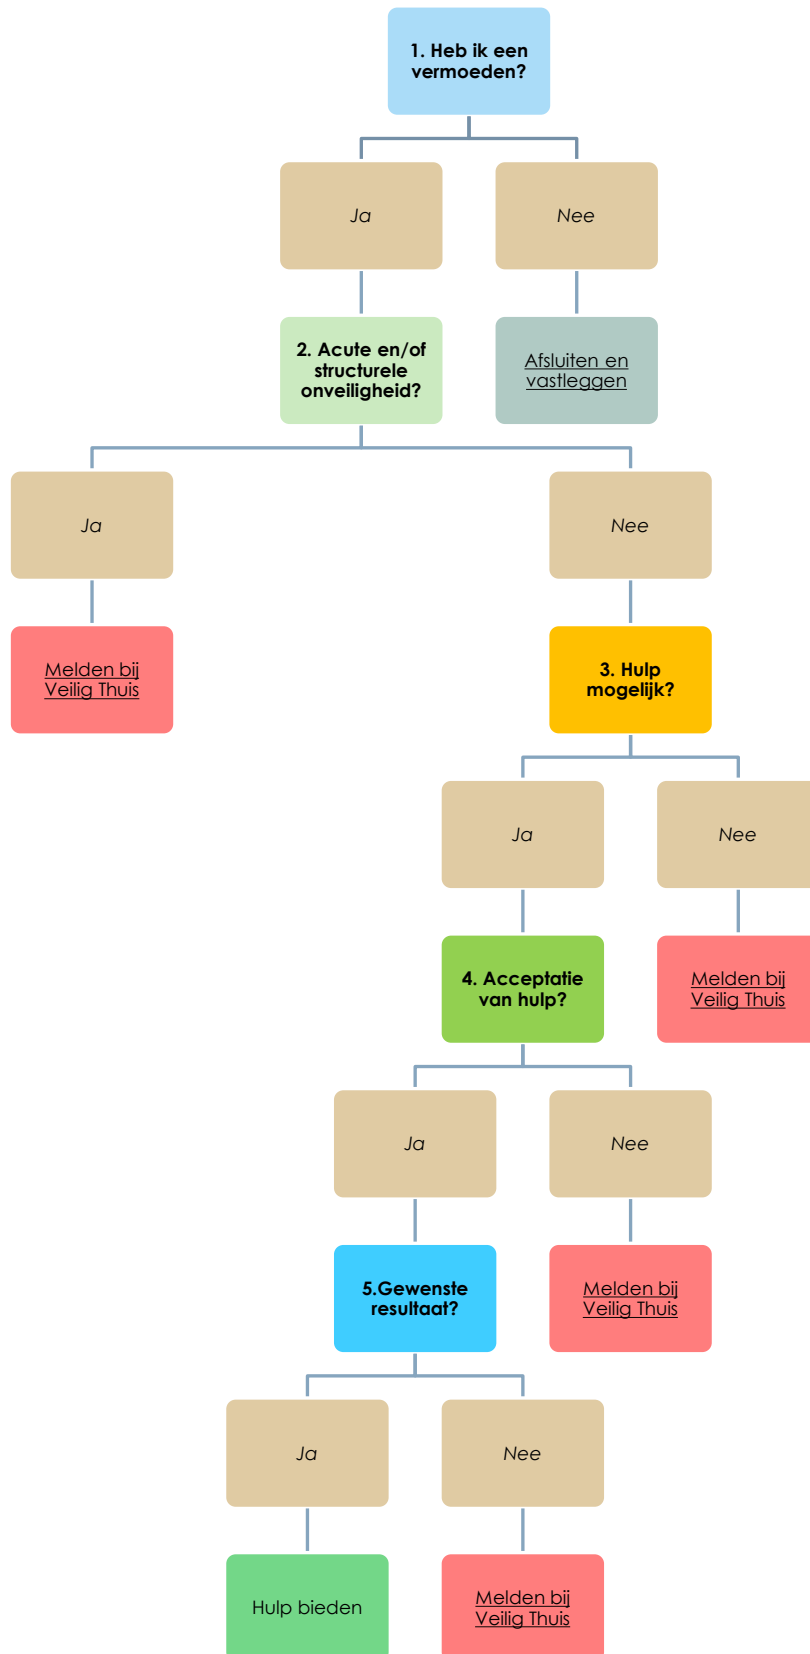 1. Heb ik een
vermoeden?
Ja
Nee
2. Acute en/of
structurele
onveiligheid?
Afsluiten en
vastleggen
Ja
Nee
Melden bij
Veilig Thuis
3. Hulp
mogelijk?
Ja
Nee
4. Acceptatie
van hulp?
Melden bij
Veilig Thuis
Ja
Nee
5.Gewenste
resultaat?
Melden bij
Veilig Thuis
Ja
Nee
Hulp bieden
Melden bij
Veilig Thuis